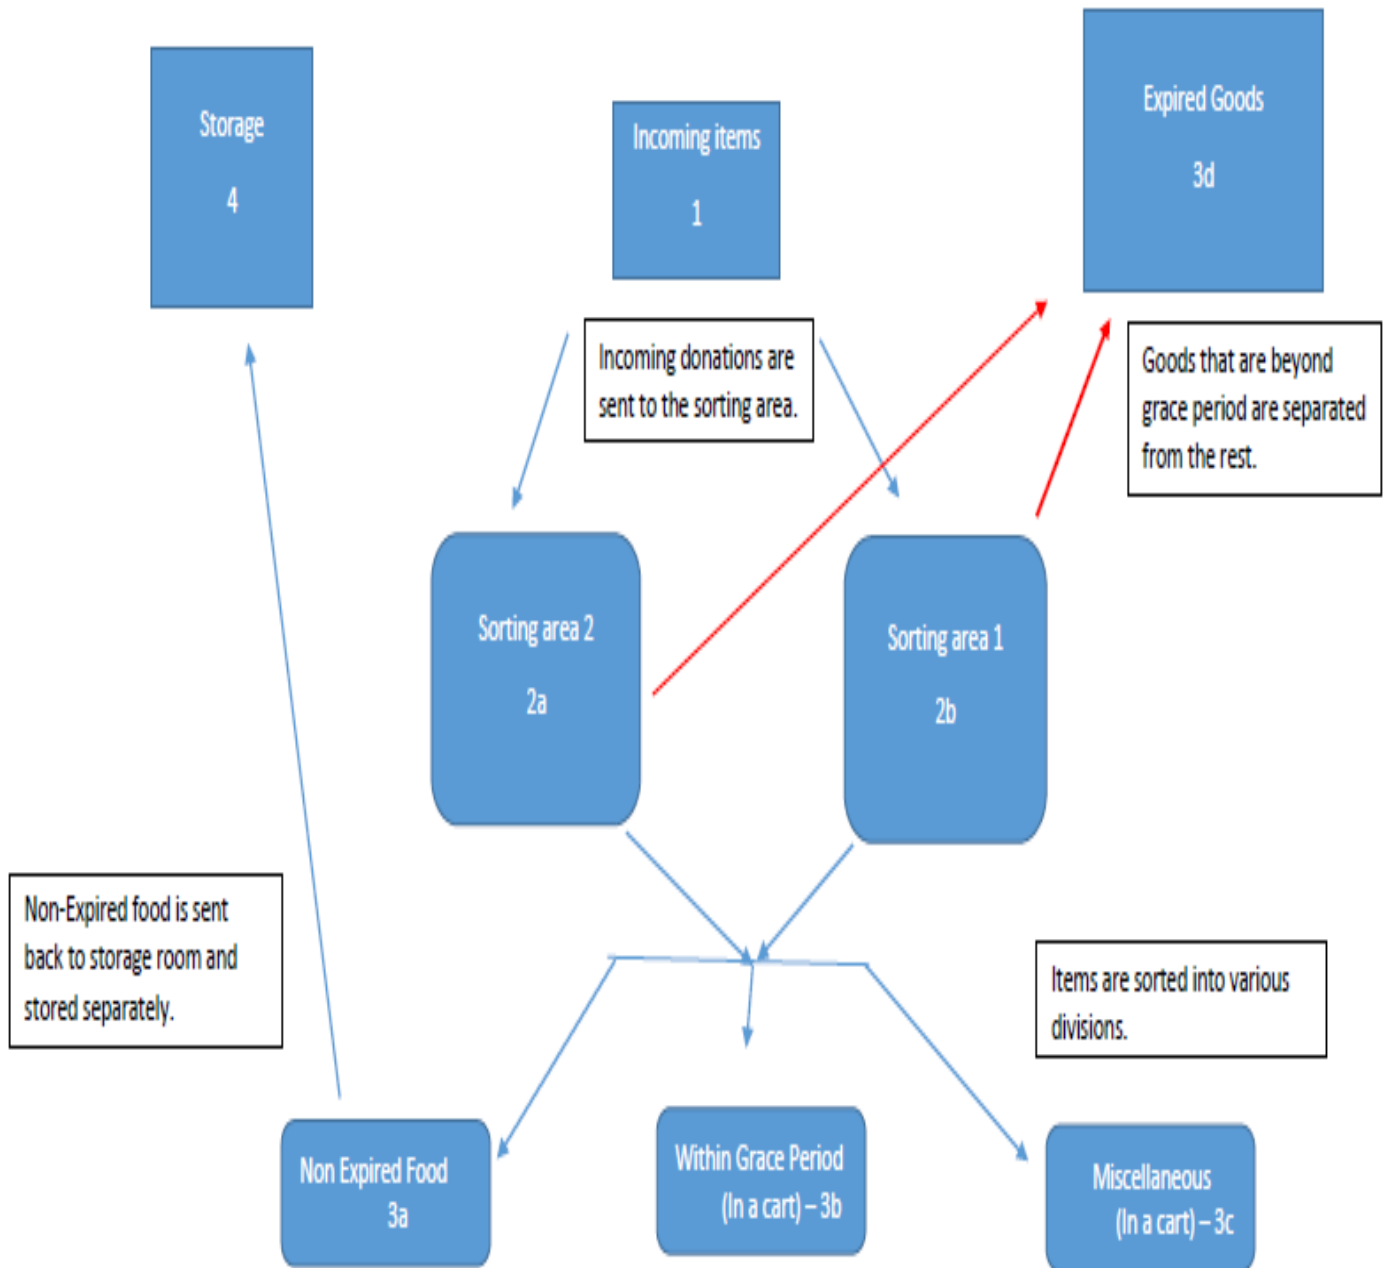 Storage
4
Incoming items
1
Expired Goods
3d
Incoming donations are
sent to the sorting area.
Goods that are beyond
grace period are separated
from the rest.
Sorting area 2
2a
Sorting area 1
2b
Non-Expired food is sent
back to storage room and
stored separately.
Items are sorted into various
divisions.
Non Expired Food
3a
Within Grace Period
(In a cart) – 3b
Miscellaneous
(In a cart) – 3c